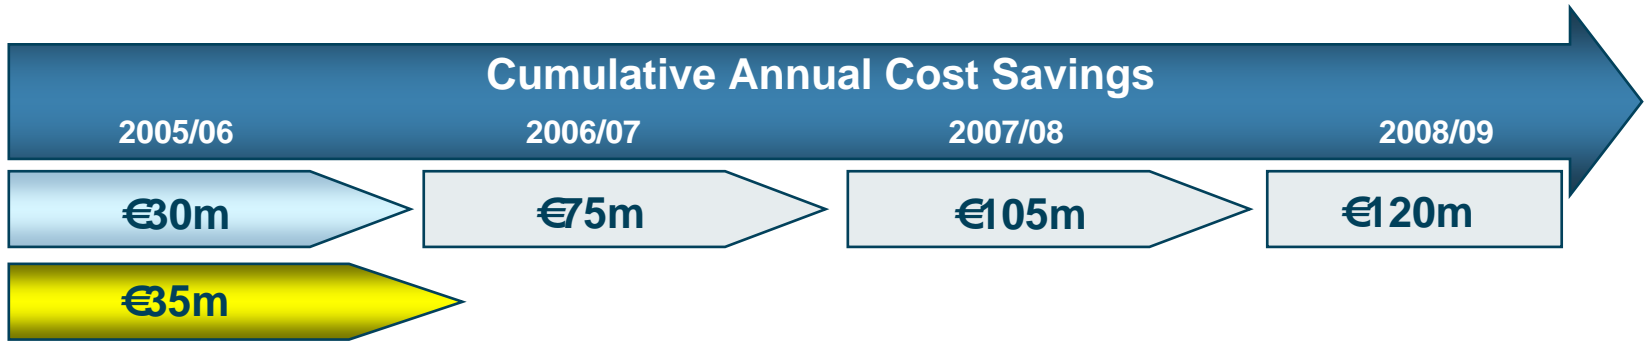 Cumulative Annual Cost Savings
2005/06 2006/07 2007/08 2008/09
€30m €75m €105m €120m
€35m